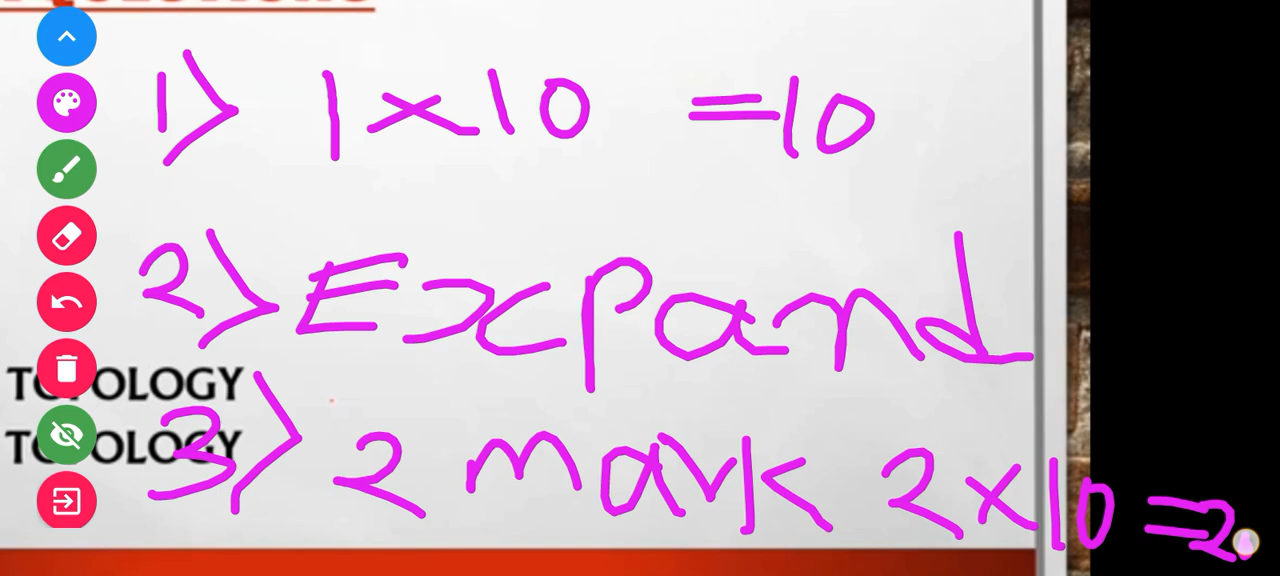 1) 1×10 =10
2) Expand
TOPOLOGY
TOPOLOGY
3) 2 mark 2×10 =2